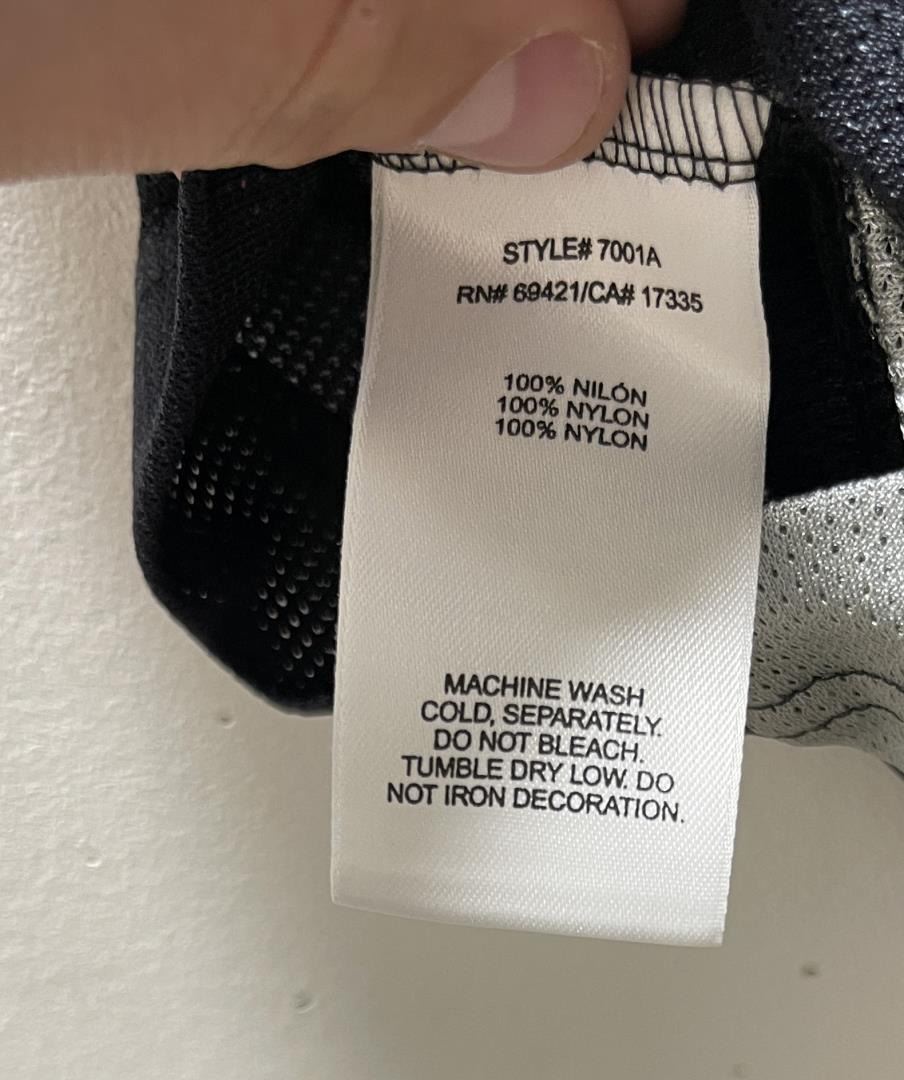 STYLE# 7001A
RN# 69421/CA# 17335
100% NILÓN
100% NYLON
100% NYLON
MACHINE WASH
COLD, SEPARATELY.
DO NOT BLEACH.
TUMBLE DRY LOW. DO
NOT IRON DECORATION.